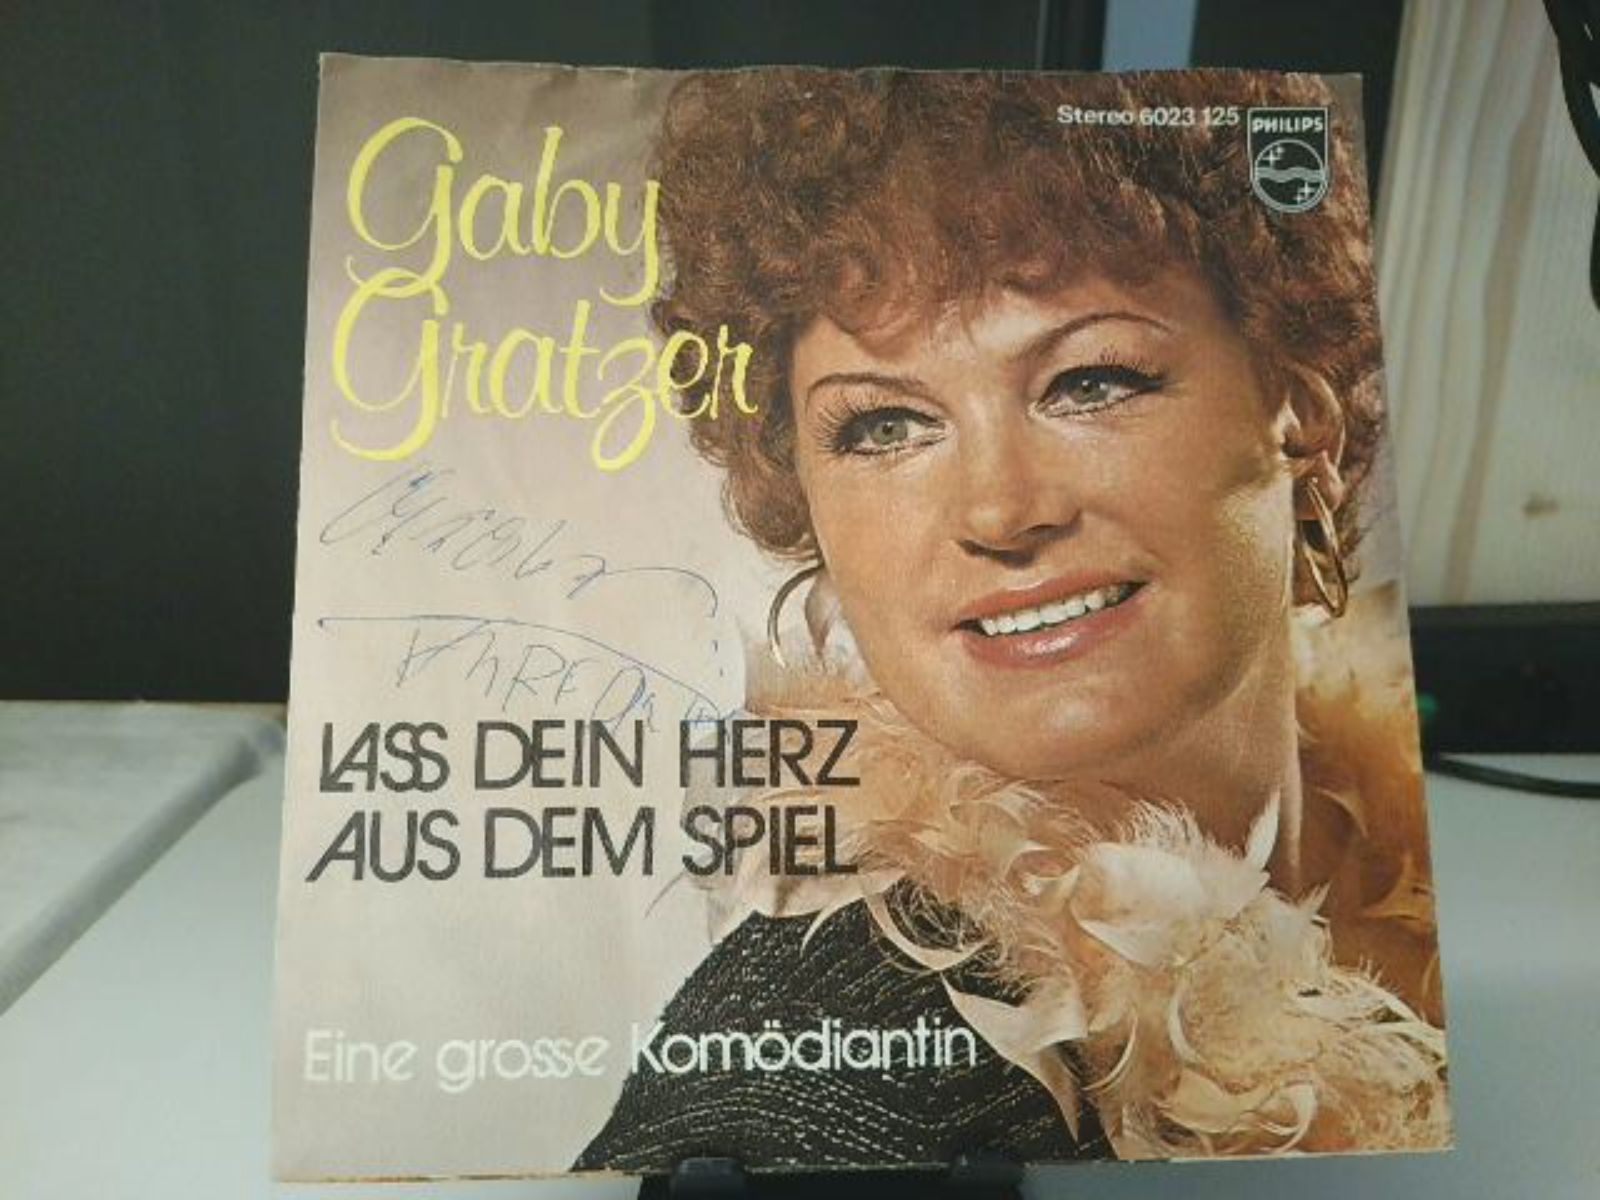 Stereo 6023 125
PHILIPS
Gaby
Gratzer
LASS DEIN HERZ
AUS DEM SPIEL
Eine grosse Komödiantin